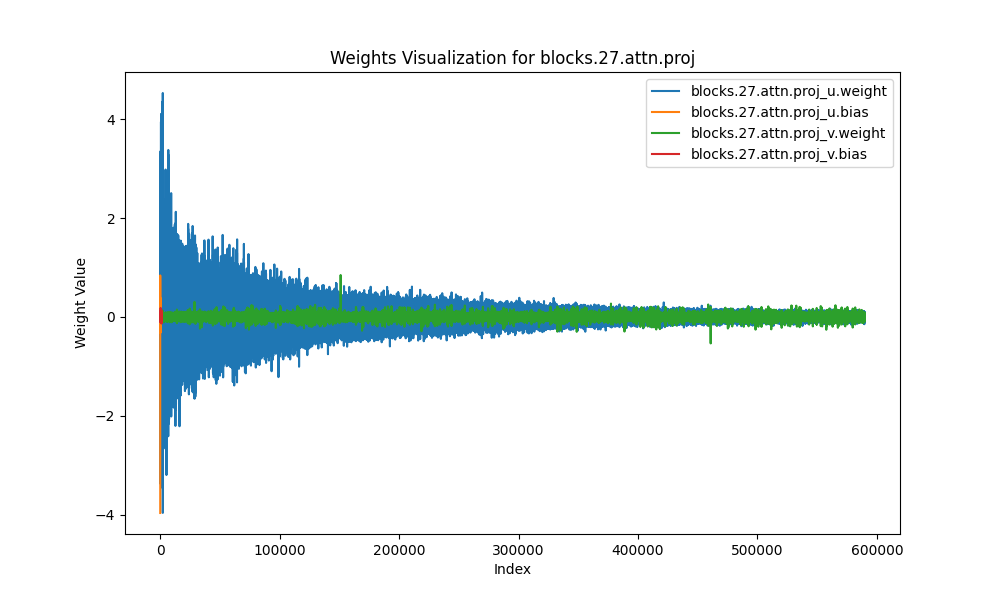 Weights Visualization for blocks.27.attn.proj
blocks.27.attn.proj_u.weight
blocks.27.attn.proj_u.bias
blocks.27.attn.proj_v.weight
blocks.27.attn.proj_v.bias
Weight Value
4
2
0
−2
−4
0 100000 200000 300000 400000 500000 600000
Index